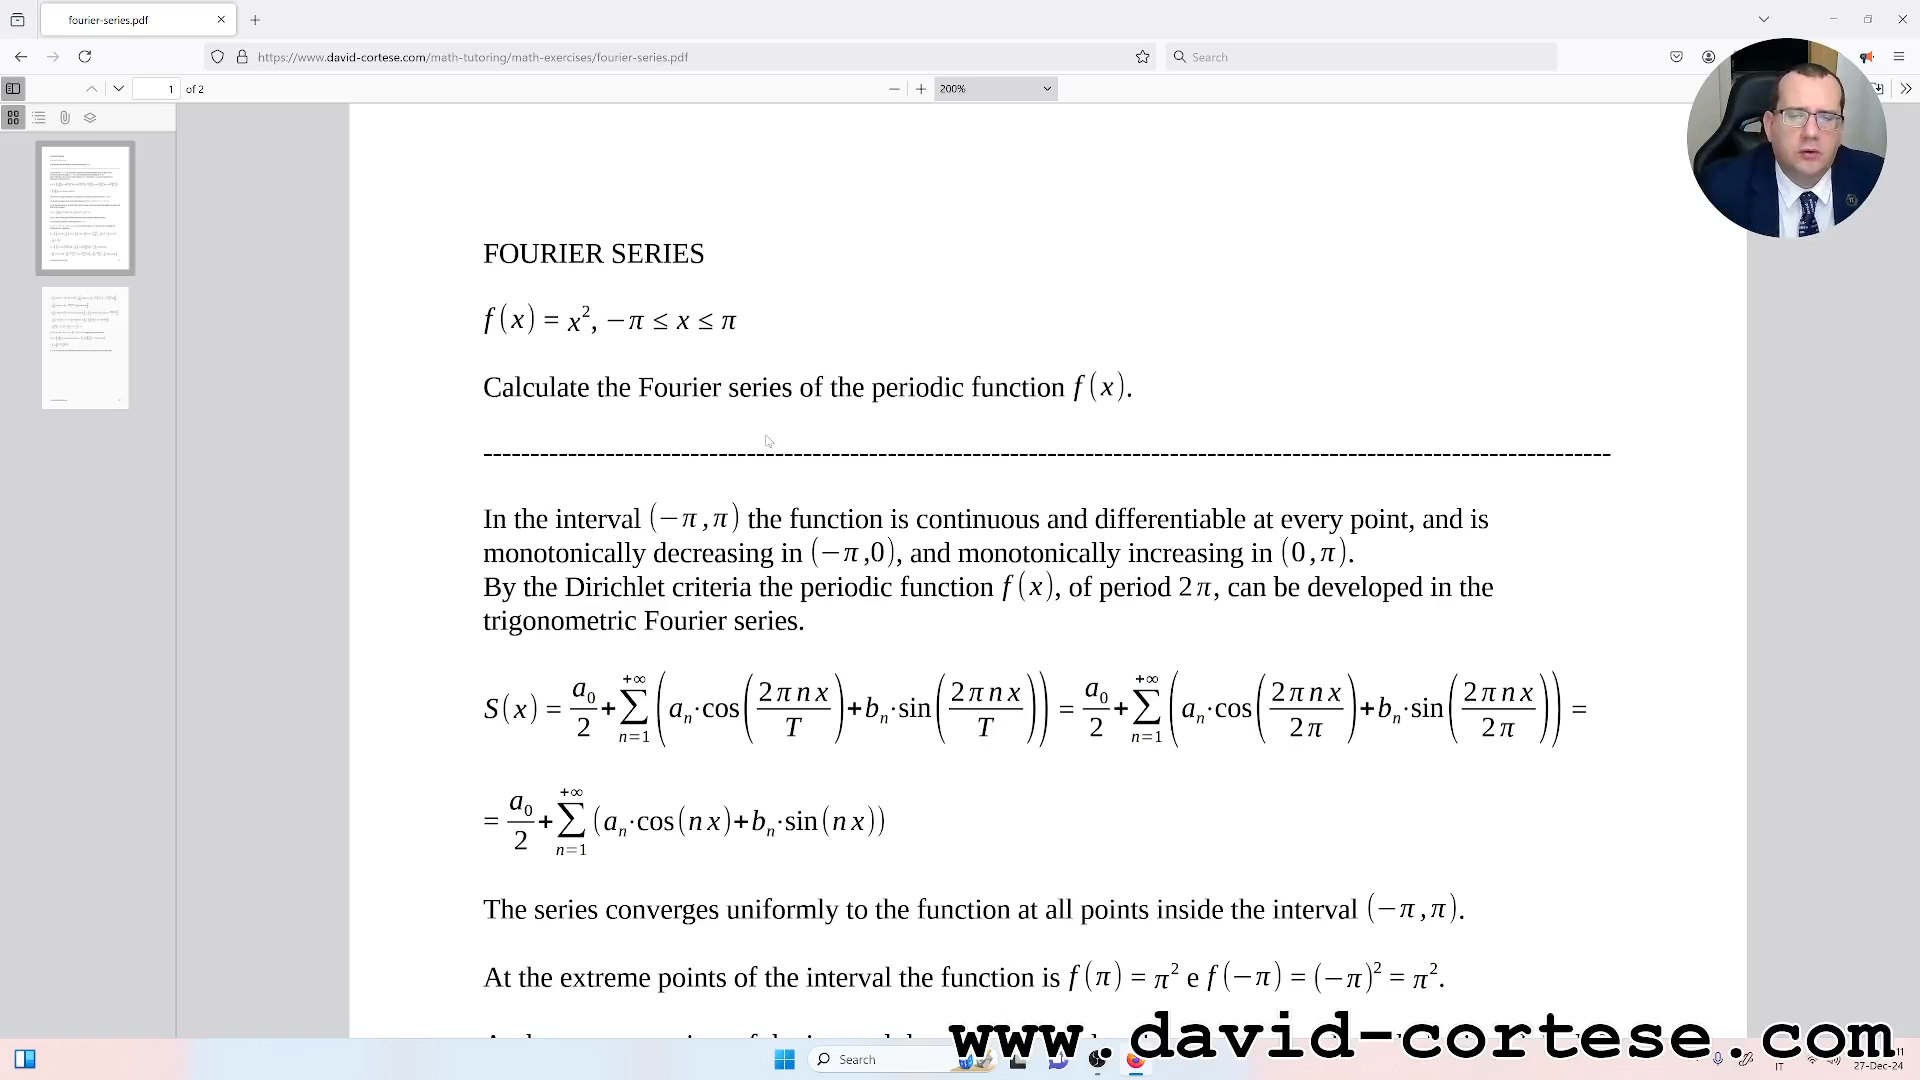 fourier-series.pdf
https://www.david-cortese.com/math-tutoring/math-exercises/fourier-series.pdf
Search
1 of 2
200%
FOURIER SERIES
f(x) = x², −π ≤ x ≤ π
Calculate the Fourier series of the periodic function f(x).
In the interval (−π,π) the function is continuous and differentiable at every point, and is
monotonically decreasing in (−π,0), and monotonically increasing in (0,π).
By the Dirichlet criteria the periodic function f(x), of period 2π, can be developed in the
trigonometric Fourier series.
S(x) = a₀/2 + ∑_{n=1}^{+∞} (aₙ·cos(2πnx/T)+bₙ·sin(2πnx/T)) = a₀/2 + ∑_{n=1}^{+∞} (aₙ·cos(2πnx/2π)+bₙ·sin(2πnx/2π)) =
= a₀/2 + ∑_{n=1}^{+∞} (aₙ·cos(nx)+bₙ·sin(nx))
The series converges uniformly to the function at all points inside the interval (−π,π).
At the extreme points of the interval the function is f(π) = π² e f(−π) = (−π)² = π².
www.david-cortese.com
Search
IT
27-Dec-24